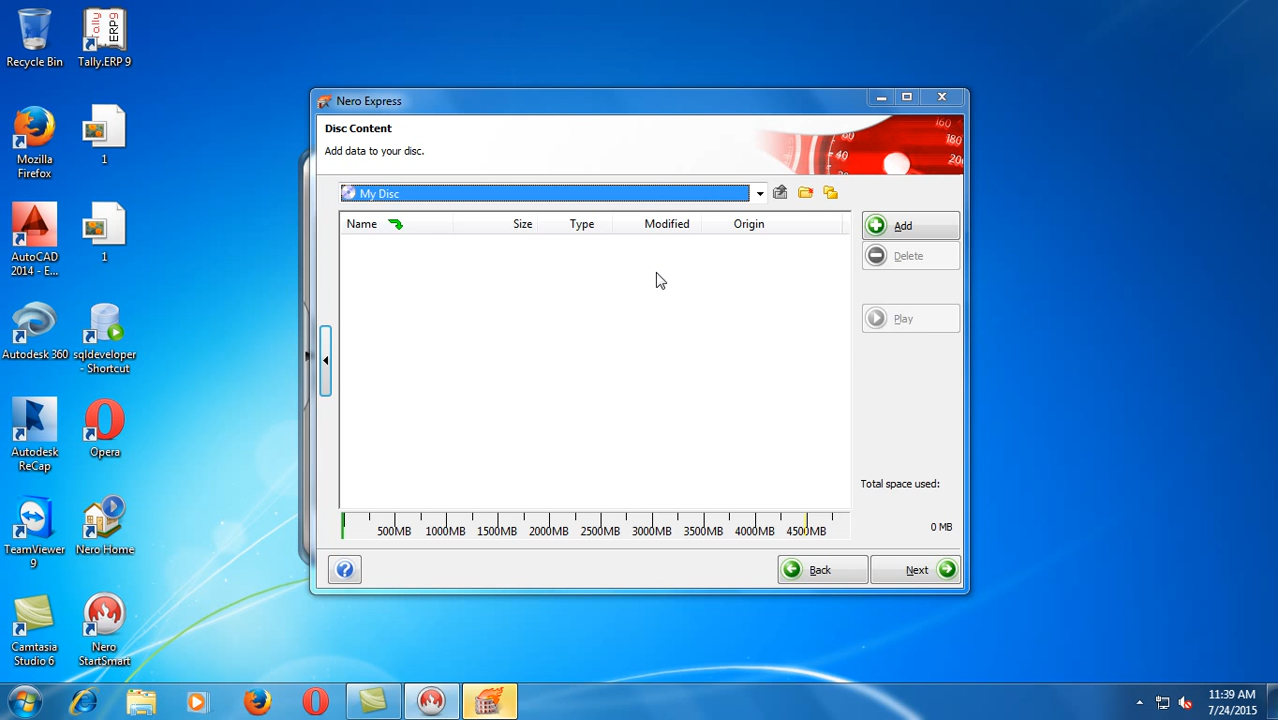 Recycle Bin
Tally.ERP 9
Mozilla
Firefox
1
AutoCAD
2014 - E...
1
Autodesk 360
sqldeveloper
- Shortcut
Autodesk
ReCap
Opera
TeamViewer
9
Nero Home
Camtasia
Studio 6
Nero
StartSmart
Nero Express
Disc Content
Add data to your disc.
My Disc
Name Size Type Modified Origin
Add
Delete
Play
Total space used:
0 MB
500MB 1000MB 1500MB 2000MB 2500MB 3000MB 3500MB 4000MB 4500MB
Back Next
11:39 AM
7/24/2015